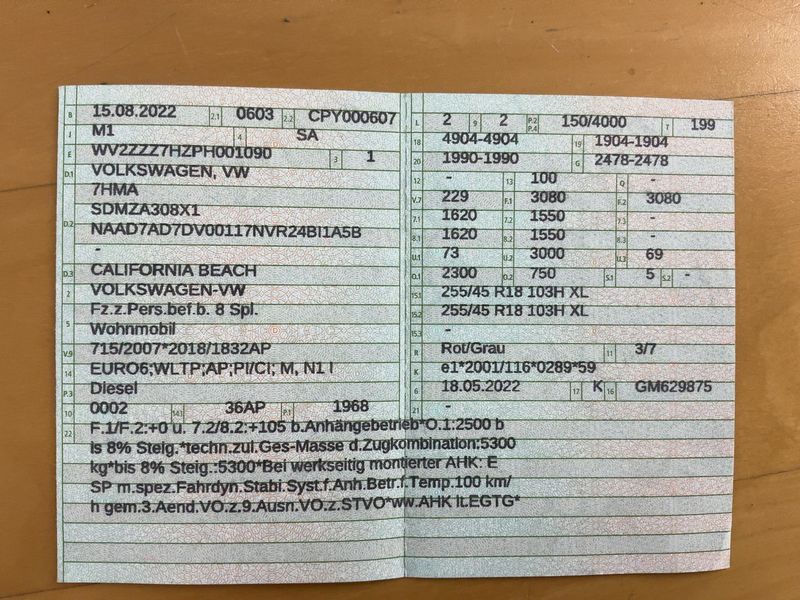 B 15.08.2022 2.1 0603 2.2 CPY000607
J M1 4 SA
E WV2ZZZ7HZPH001090 3 1
D.1 VOLKSWAGEN, VW
7HMA
D.2 SDMZA308X1
NAAD7AD7DV00117NVR24BI1A5B
-
D.3 CALIFORNIA BEACH
2 VOLKSWAGEN-VW
5 Fz.z.Pers.bef.b. 8 Spl.
Wohnmobil
V.9 715/2007*2018/1832AP
14 EURO6;WLTP;AP;PI/CI; M, N1 I
P.3 Diesel
10 0002 14.1 36AP P.1 1968
L 2 9 2 P.2 P.4 150/4000 T 199
18 4904-4904 19 1904-1904
20 1990-1990 G 2478-2478
12 - 13 100 Q -
V.7 229 F.1 3080 F.2 3080
7.1 1620 7.2 1550 7.3 -
8.1 1620 8.2 1550 8.3 -
U.1 73 U.2 3000 U.3 69
O.1 2300 O.2 750 S.1 5 S.2 -
15.1 255/45 R18 103H XL
15.2 255/45 R18 103H XL
15.3 -
R Rot/Grau 11 3/7
K e1*2001/116*0289*59
6 18.05.2022 17 K 16 GM629875
21 -
22 F.1/F.2:+0 u. 7.2/8.2:+105 b.Anhängebetrieb*O.1:2500 b
is 8% Steig.*techn.zul.Ges-Masse d.Zugkombination:5300
kg*bis 8% Steig.:5300*Bei werkseitig montierter AHK: E
SP m.spez.Fahrdyn.Stabi.Syst.f.Anh.Betr.f.Temp.100 km/
h gem.3.Aend.VO.z.9.Ausn.VO.z.STVO*ww.AHK lLEGTG*